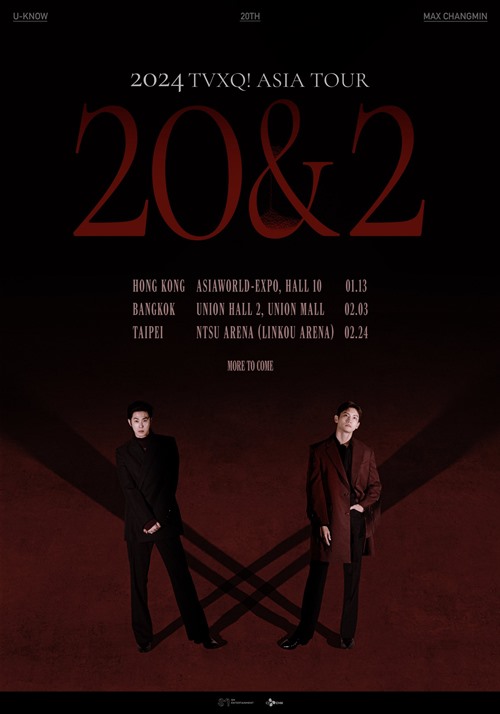 U-KNOW 20TH MAX CHANGMIN
2024 TVXQ! ASIA TOUR
20&2
HONG KONG ASIAWORLD-EXPO, HALL 10 01.13
BANGKOK UNION HALL 2, UNION MALL 02.03
TAIPEI NTSU ARENA (LINKOU ARENA) 02.24
MORE TO COME